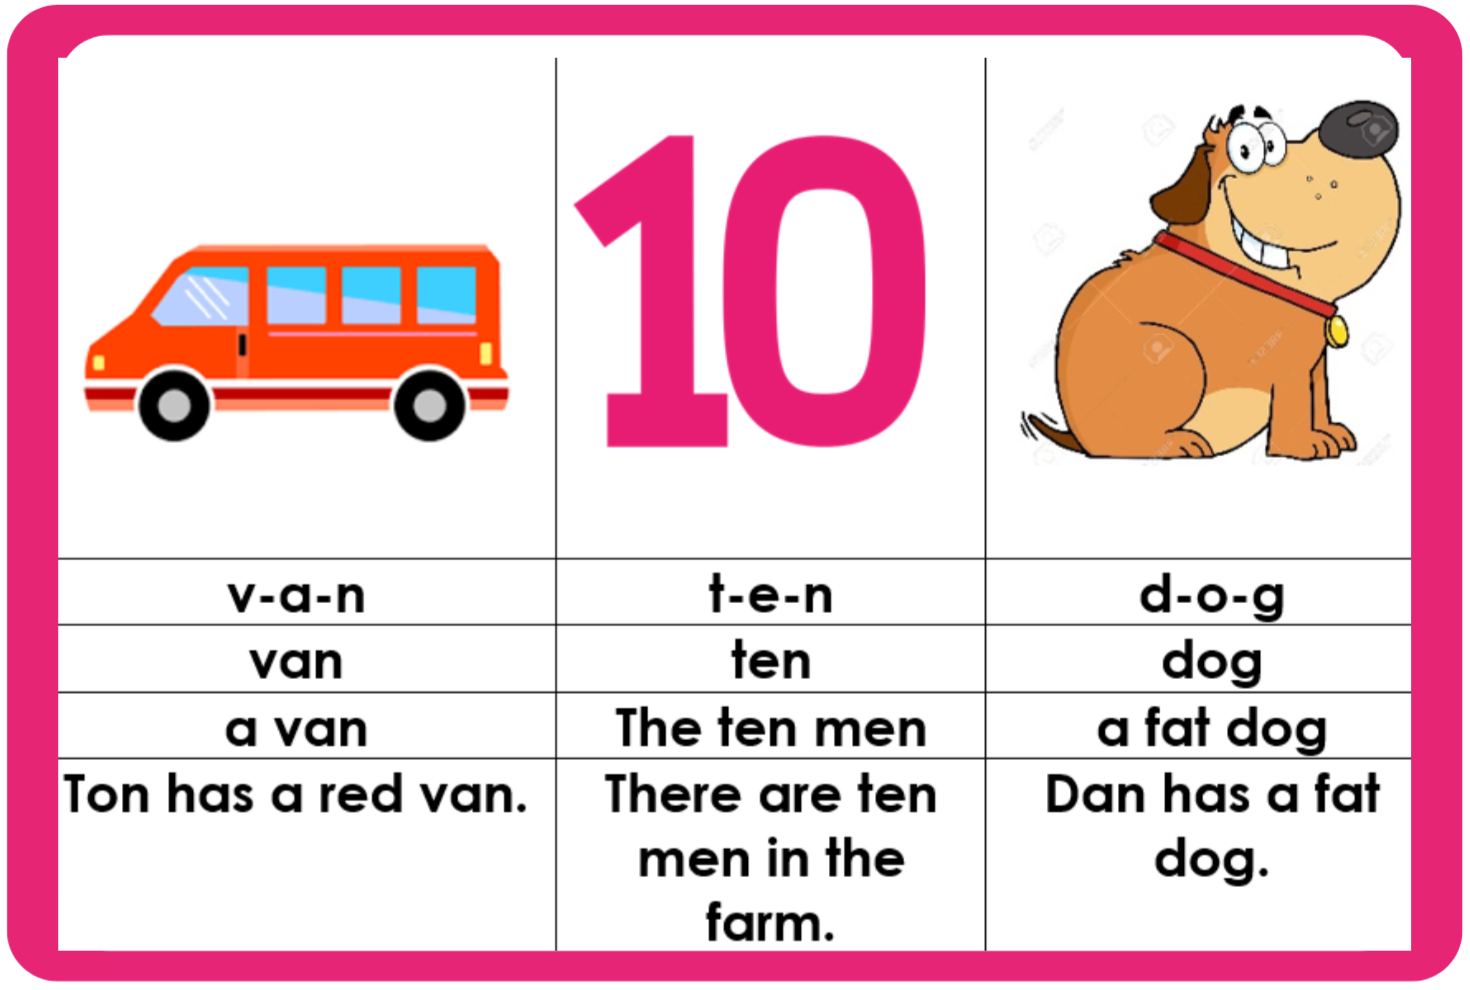 10
v-a-n
t-e-n
d-o-g
van
ten
dog
a van
The ten men
a fat dog
Ton has a red van.
There are ten
men in the
farm.
Dan has a fat
dog.